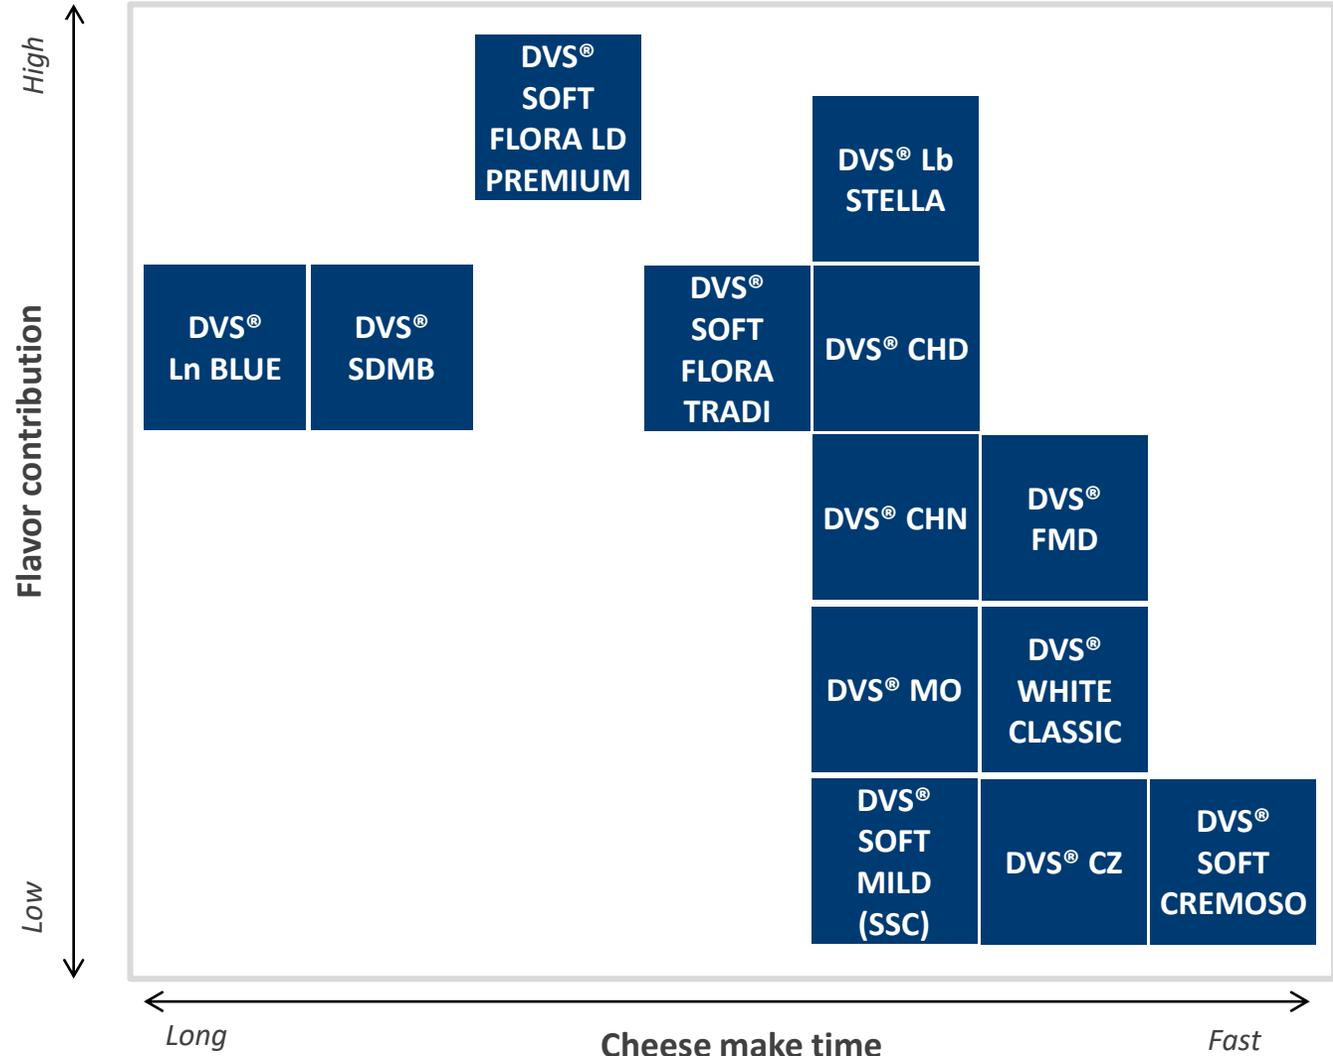 High
DVS®
SOFT
FLORA LD
PREMIUM
DVS® Lb
STELLA
DVS®
Ln BLUE
DVS®
SDMB
DVS®
SOFT
FLORA
TRADI
DVS® CHD
DVS® CHN
DVS®
FMD
Flavor contribution
DVS® MO
DVS®
WHITE
CLASSIC
DVS®
SOFT
MILD
(SSC)
DVS® CZ
DVS®
SOFT
CREMOSO
Low
Long
Cheese make time
Fast